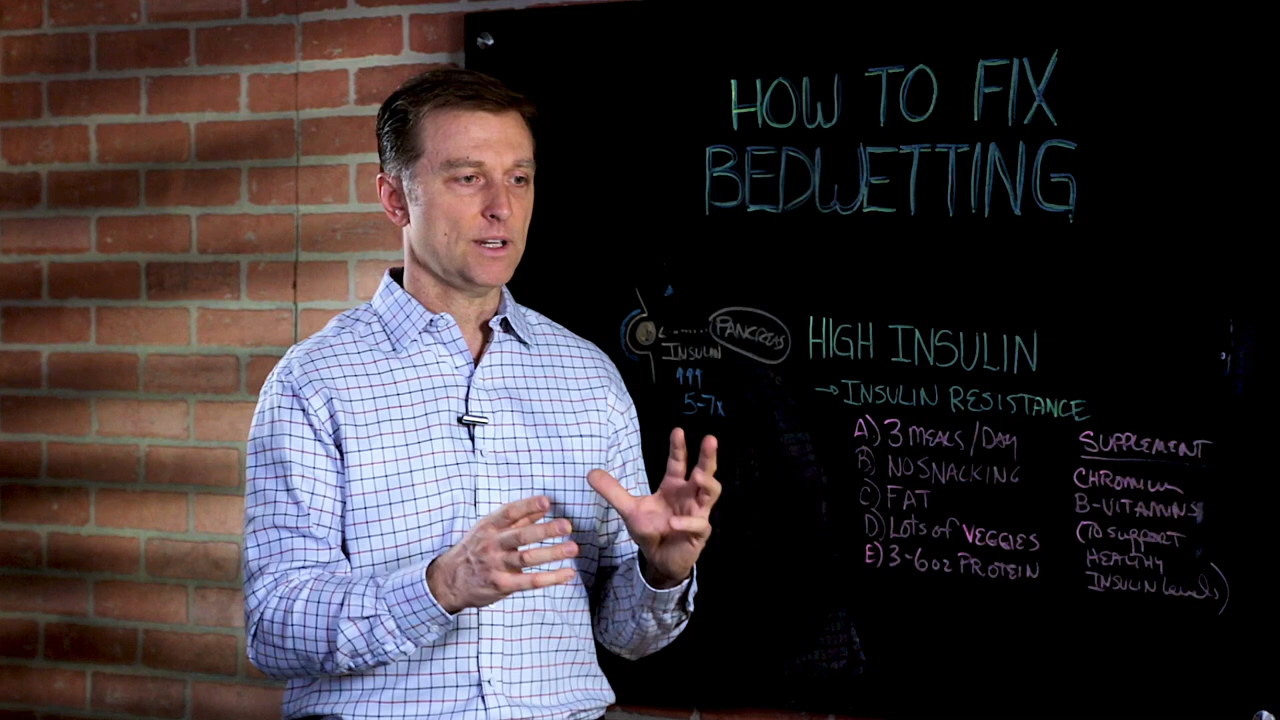 HOW TO FIX
BEDWETTING
PANCREAS
INSULIN
5-7x
HIGH INSULIN
→ INSULIN RESISTANCE
A) 3 MEALS/DAY
B) NO SNACKING
C) FAT
D) LOTS of VEGGIES
E) 3-6oz PROTEIN
SUPPLEMENT
CHROMIUM
B-VITAMINS
(TO SUPPORT
HEALTHY
INSULIN Levels)